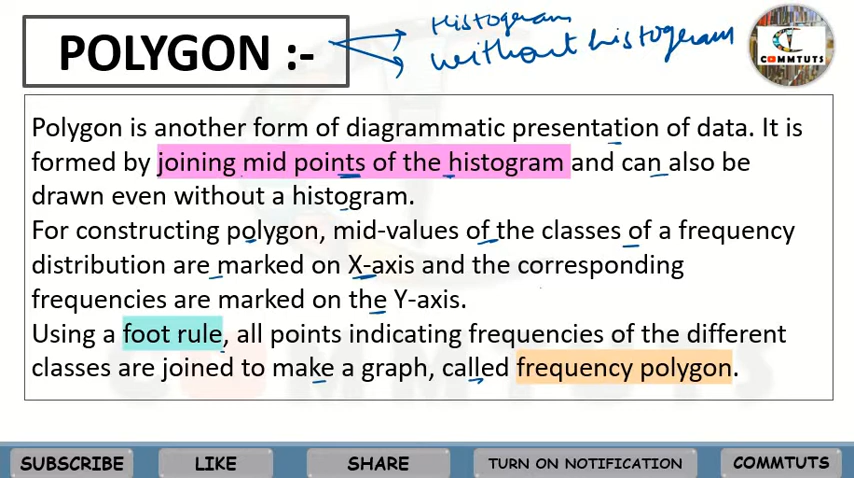 Histogram
POLYGON :-
without histogram
COMMTUTS
Polygon is another form of diagrammatic presentation of data. It is
formed by joining mid points of the histogram and can also be
drawn even without a histogram.
For constructing polygon, mid-values of the classes of a frequency
distribution are marked on X-axis and the corresponding
frequencies are marked on the Y-axis.
Using a foot rule, all points indicating frequencies of the different
classes are joined to make a graph, called frequency polygon.
SUBSCRIBE
LIKE
SHARE
TURN ON NOTIFICATION
COMMTUTS